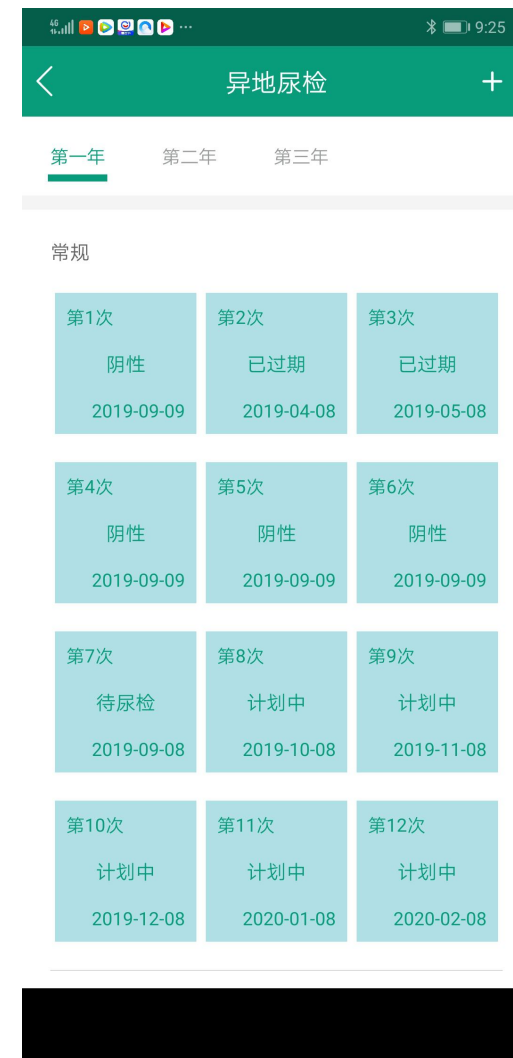 46
9:25
异地尿检
第一年 第二年 第三年
常规
第1次 第2次 第3次
阴性 已过期 已过期
2019-09-09 2019-04-08 2019-05-08
第4次 第5次 第6次
阴性 阴性 阴性
2019-09-09 2019-09-09 2019-09-09
第7次 第8次 第9次
待尿检 计划中 计划中
2019-09-08 2019-10-08 2019-11-08
第10次 第11次 第12次
计划中 计划中 计划中
2019-12-08 2020-01-08 2020-02-08